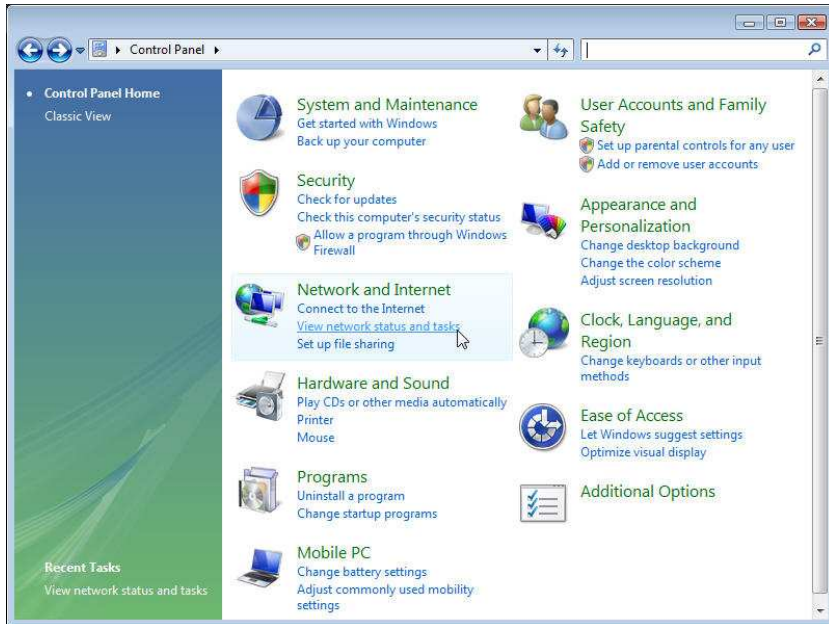 Control Panel
Control Panel Home
Classic View
System and Maintenance
Get started with Windows
Back up your computer
Security
Check for updates
Check this computer's security status
Allow a program through Windows
Firewall
Network and Internet
Connect to the Internet
View network status and tasks
Set up file sharing
Hardware and Sound
Play CDs or other media automatically
Printer
Mouse
Programs
Uninstall a program
Change startup programs
Mobile PC
Change battery settings
Adjust commonly used mobility
settings
User Accounts and Family
Safety
Set up parental controls for any user
Add or remove user accounts
Appearance and
Personalization
Change desktop background
Change the color scheme
Adjust screen resolution
Clock, Language, and
Region
Change keyboards or other input
methods
Ease of Access
Let Windows suggest settings
Optimize visual display
Additional Options
Recent Tasks
View network status and tasks